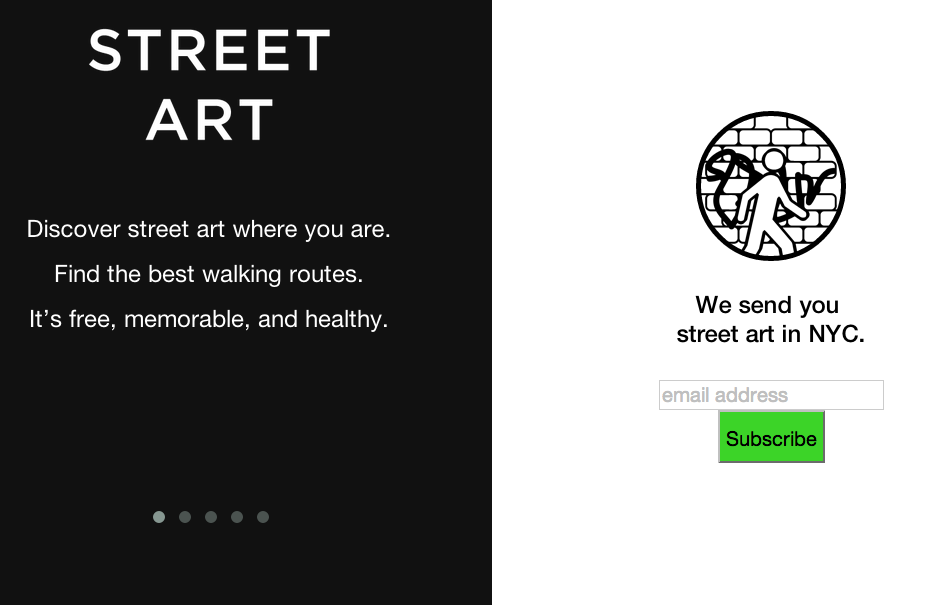 STREET
ART
Discover street art where you are.
Find the best walking routes.
It’s free, memorable, and healthy.
We send you
street art in NYC.
email address
Subscribe